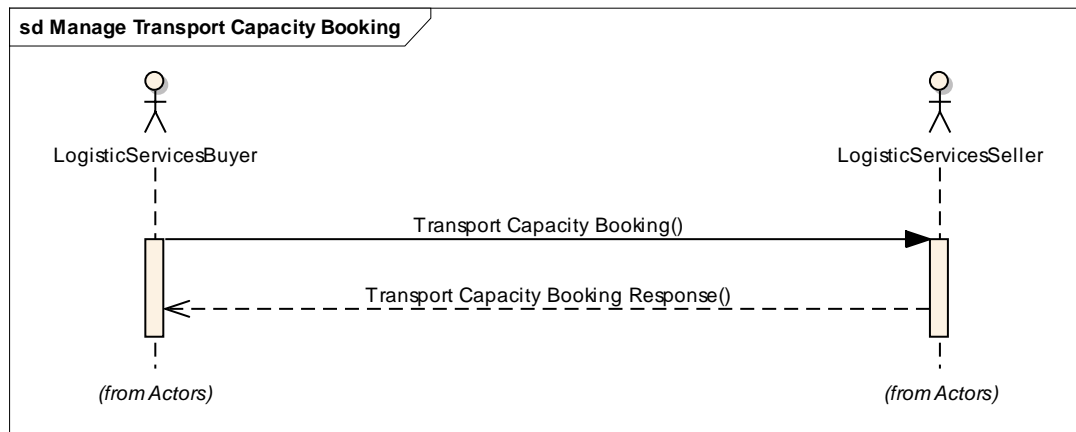 sd Manage Transport Capacity Booking
LogisticServicesBuyer
LogisticServicesSeller
Transport Capacity Booking()
Transport Capacity Booking Response()
(from Actors)
(from Actors)